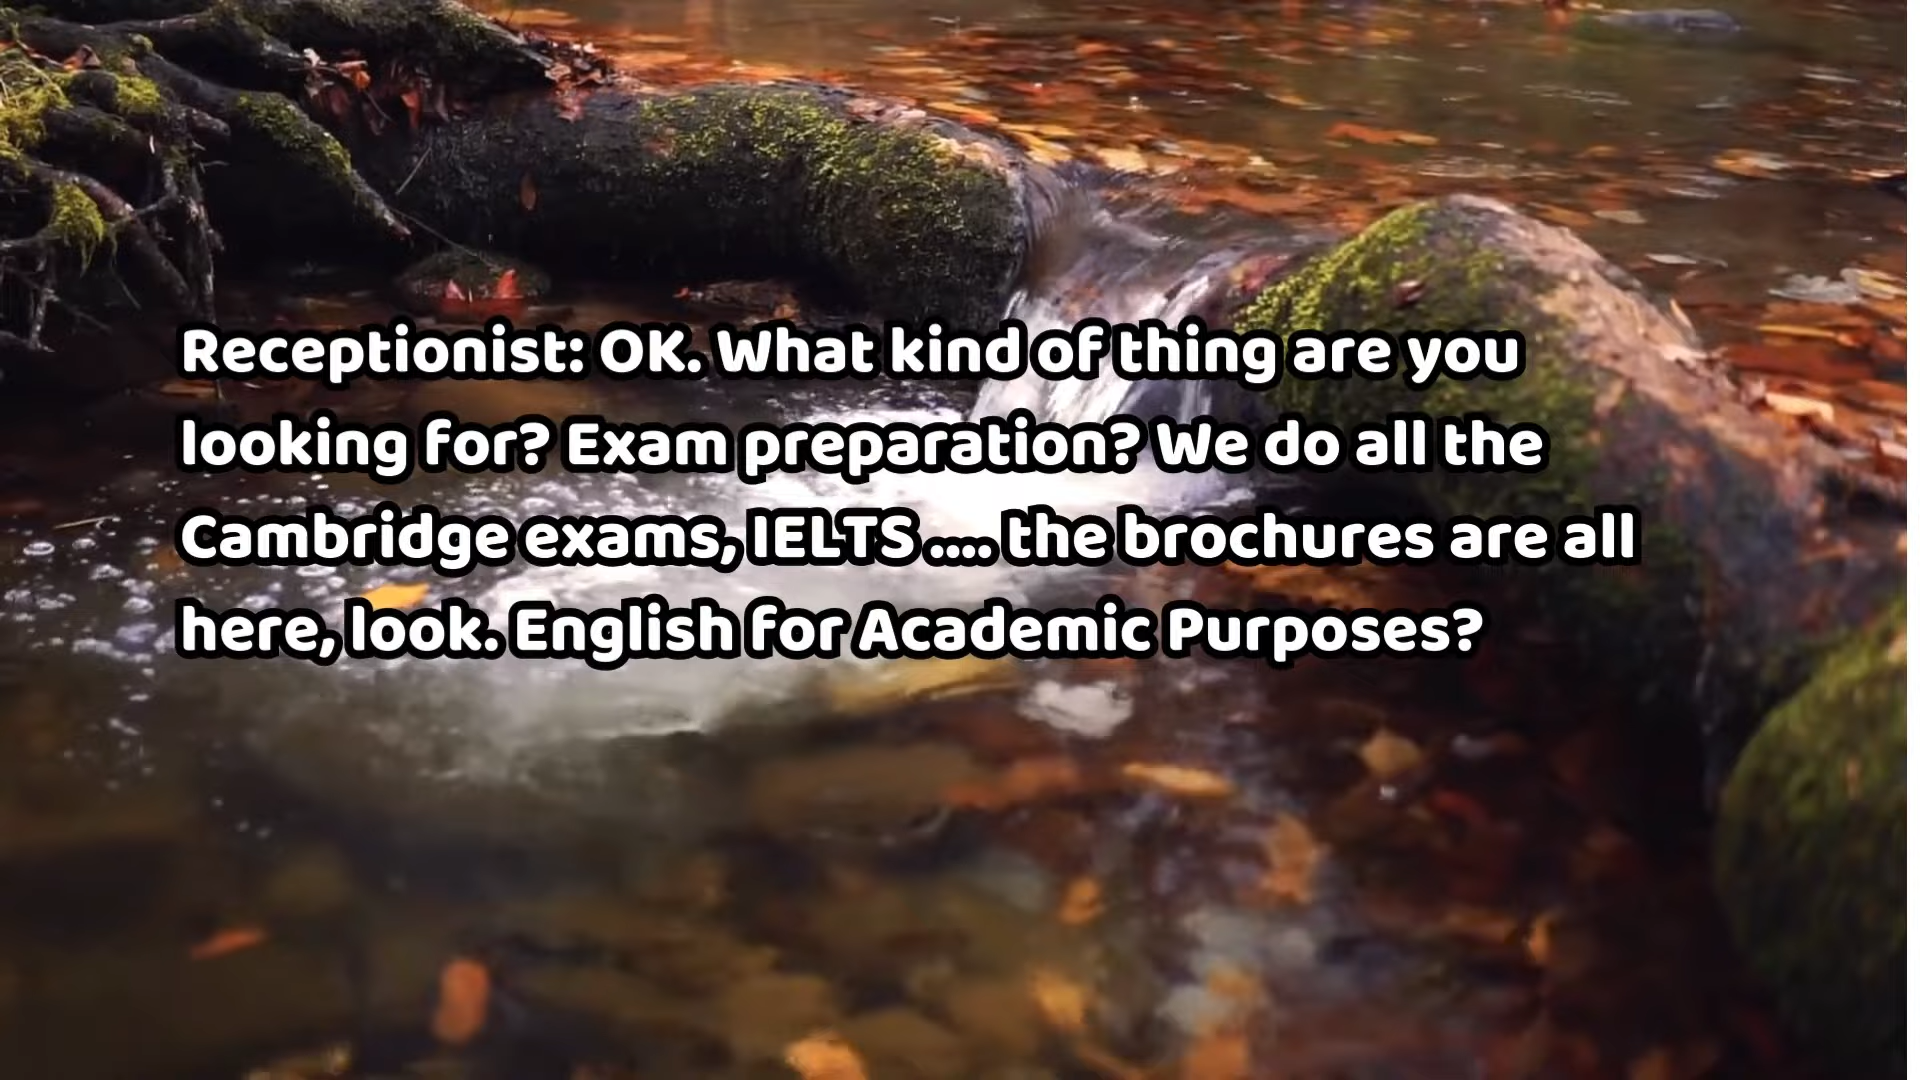 Receptionist: OK. What kind of thing are you
looking for? Exam preparation? We do all the
Cambridge exams, IELTS .... the brochures are all
here, look. English for Academic Purposes?